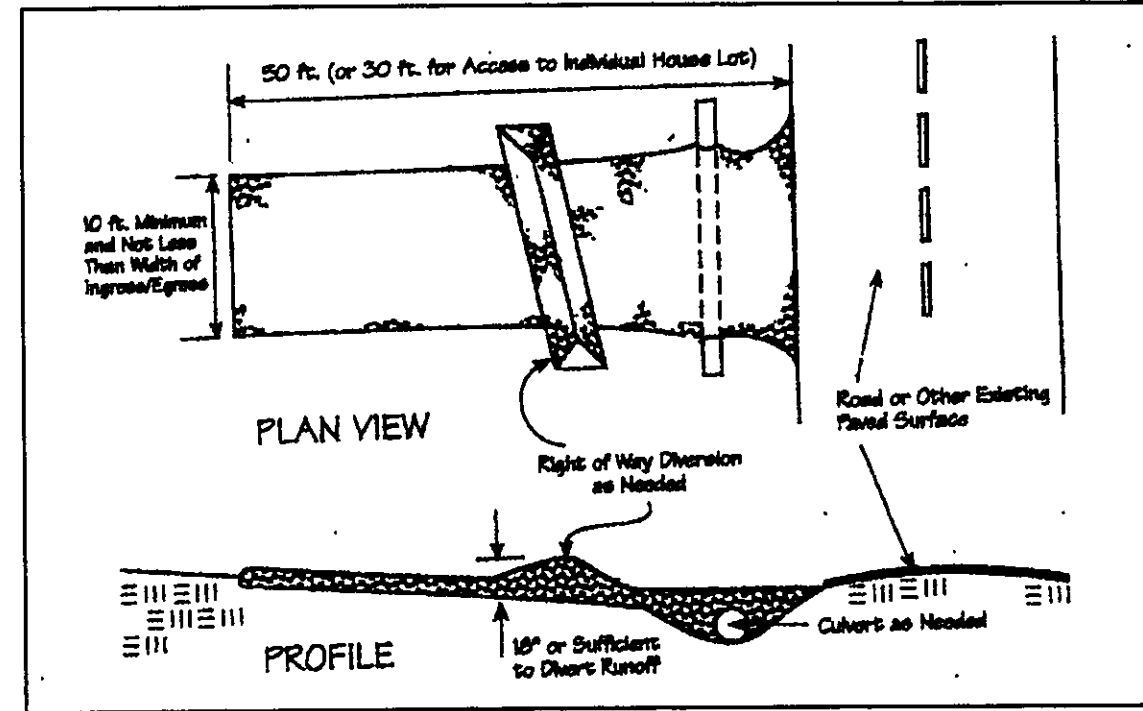 50 ft. (or 30 ft. for Access to Individual House Lot)
10 ft. Minimum
and Not Less
Than Width of
Ingress/Egress
PLAN VIEW
Road or Other Existing
Paved Surface
Right of Way Diversion
as Needed
Culvert as Needed
18" or Sufficient
to Divert Runoff
PROFILE